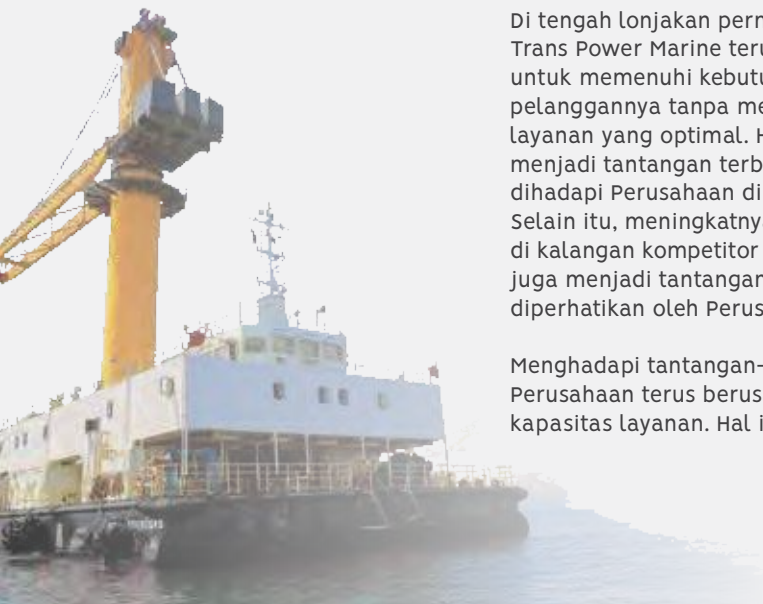 Di tengah lonjakan pern
Trans Power Marine teru
untuk memenuhi kebutu
pelanggannya tanpa me
layanan yang optimal. H
menjadi tantangan terb
dihadapi Perusahaan di
Selain itu, meningkatnya
di kalangan kompetitor
juga menjadi tantangan
diperhatikan oleh Perus
Menghadapi tantangan-
Perusahaan terus berus
kapasitas layanan. Hal i